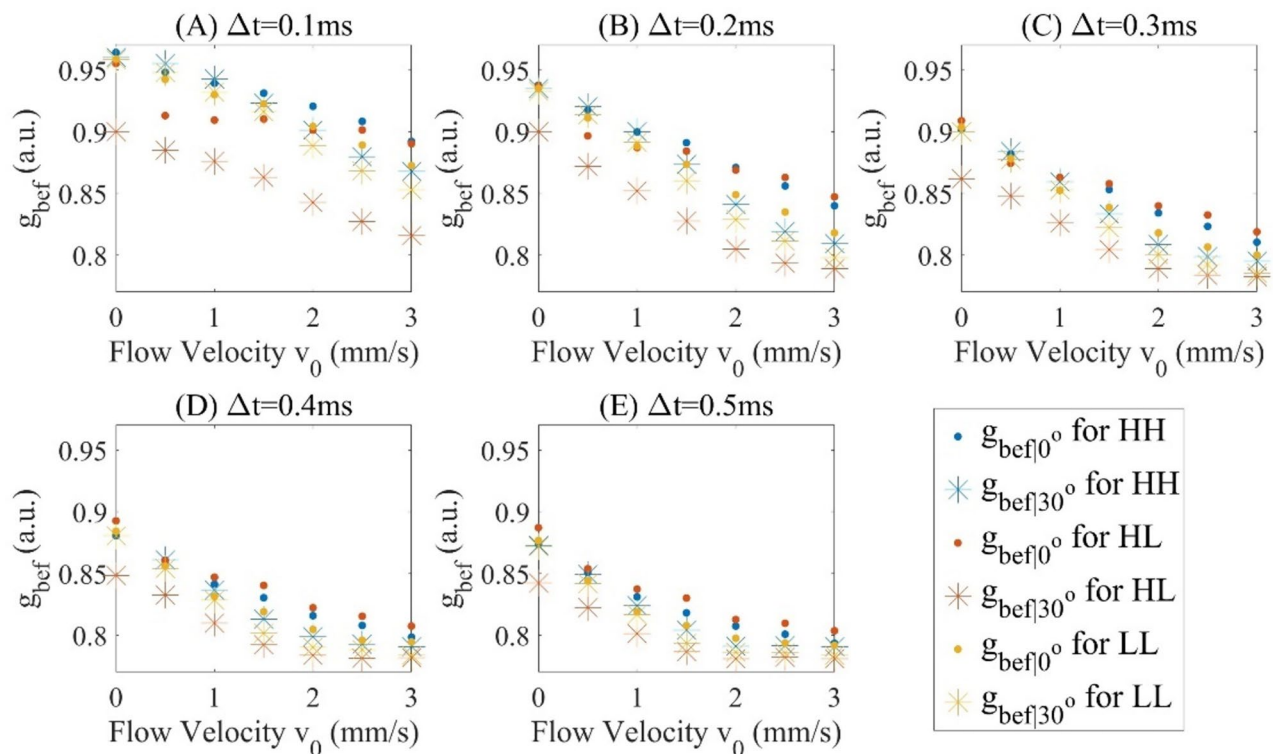 (A) Δt=0.1ms
(B) Δt=0.2ms
(C) Δt=0.3ms
0.95
0.9
0.85
0.8
g_bef (a.u.)
0 1 2 3
Flow Velocity v_0 (mm/s)
0.95
0.9
0.85
0.8
g_bef (a.u.)
0 1 2 3
Flow Velocity v_0 (mm/s)
0.95
0.9
0.85
0.8
g_bef (a.u.)
0 1 2 3
Flow Velocity v_0 (mm/s)
(D) Δt=0.4ms
(E) Δt=0.5ms
0.95
0.9
0.85
0.8
g_bef (a.u.)
0 1 2 3
Flow Velocity v_0 (mm/s)
0.95
0.9
0.85
0.8
g_bef (a.u.)
0 1 2 3
Flow Velocity v_0 (mm/s)
g_bef|0° for HH
g_bef|30° for HH
g_bef|0° for HL
g_bef|30° for HL
g_bef|0° for LL
g_bef|30° for LL